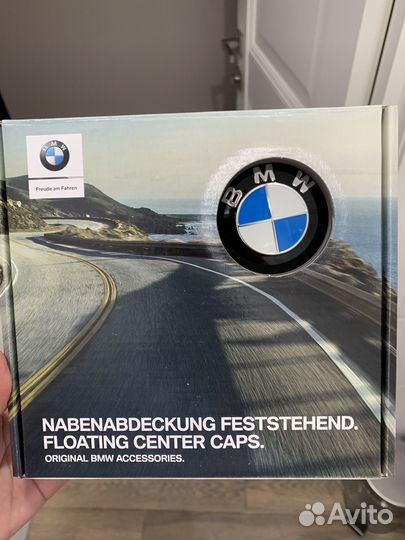 BMW
Freude am Fahren
BMW
NABENABDECKUNG FESTSTEHEND.
FLOATING CENTER CAPS.
ORIGINAL BMW ACCESSORIES.
Avito